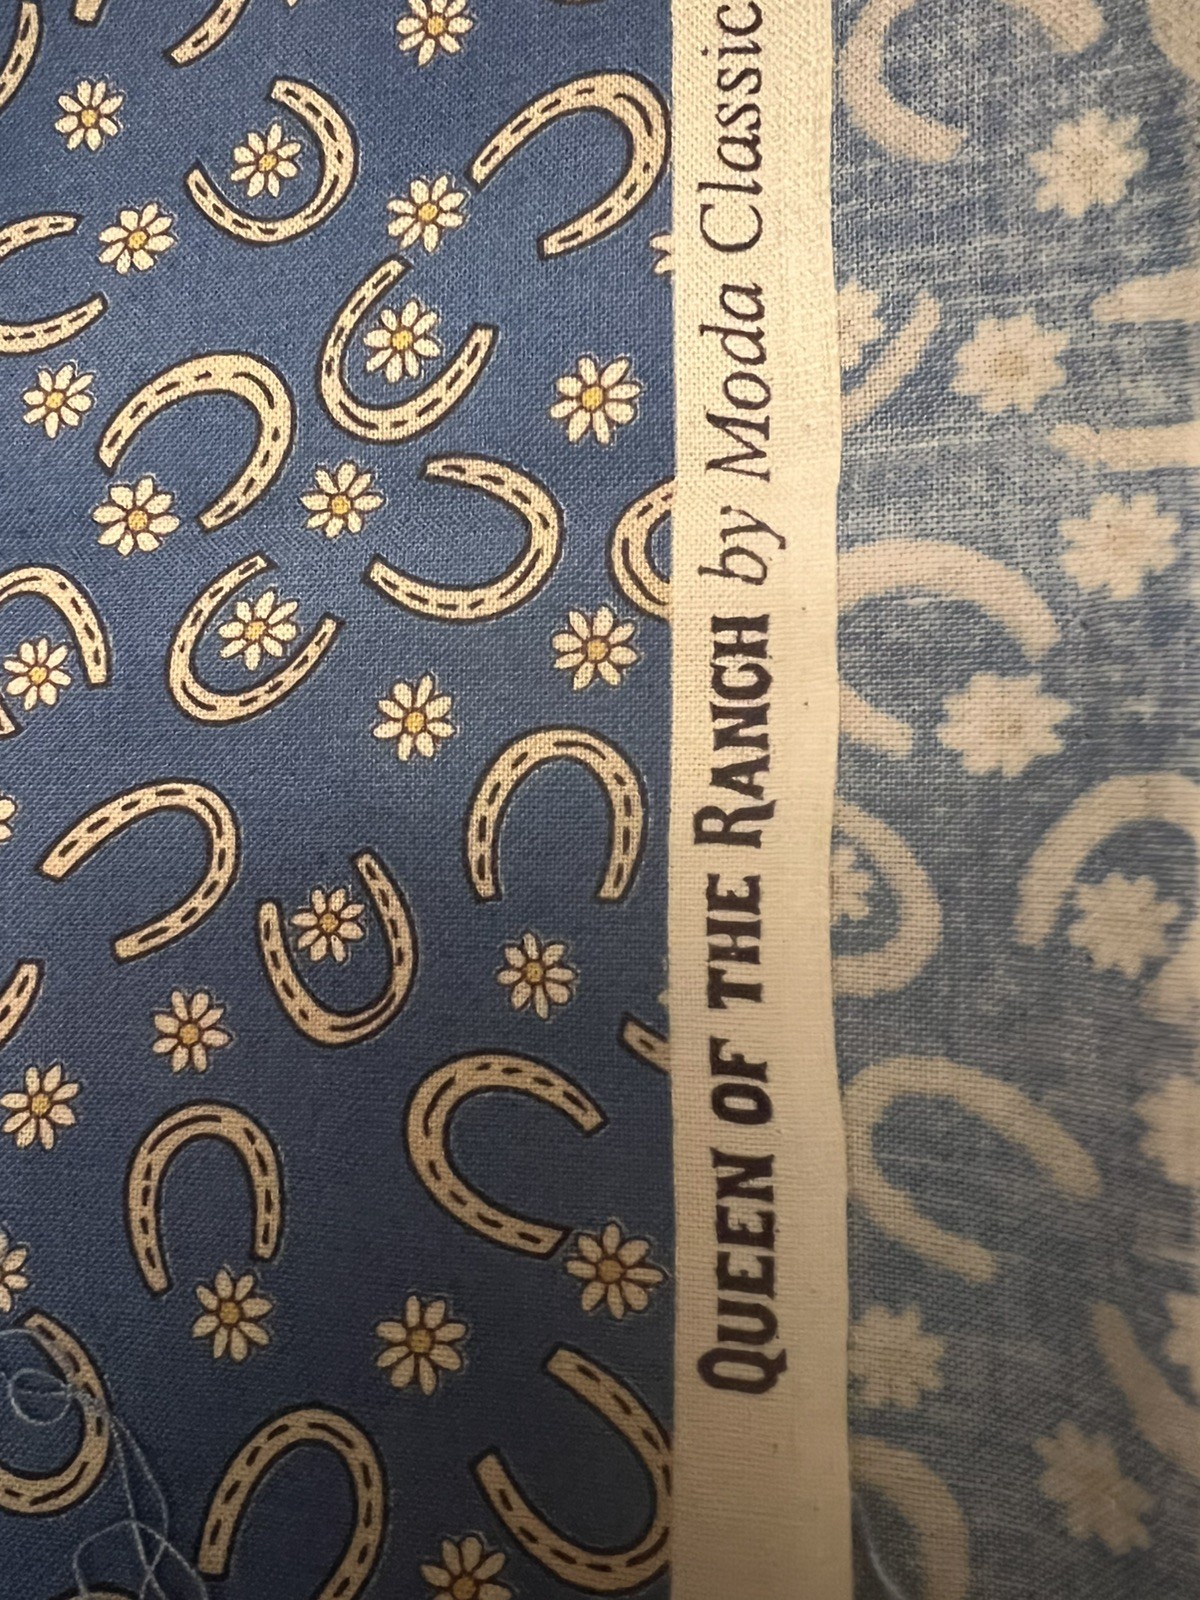 QUEEN OF THE RANCH by Moda Classic